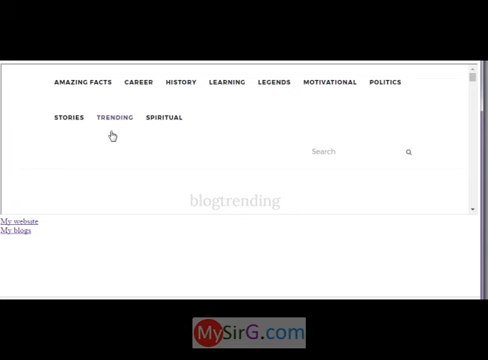 AMAZING FACTS CAREER HISTORY LEARNING LEGENDS MOTIVATIONAL POLITICS
STORIES TRENDING SPIRITUAL
Search
blogtrending
My website
My blogs
MySirG.com